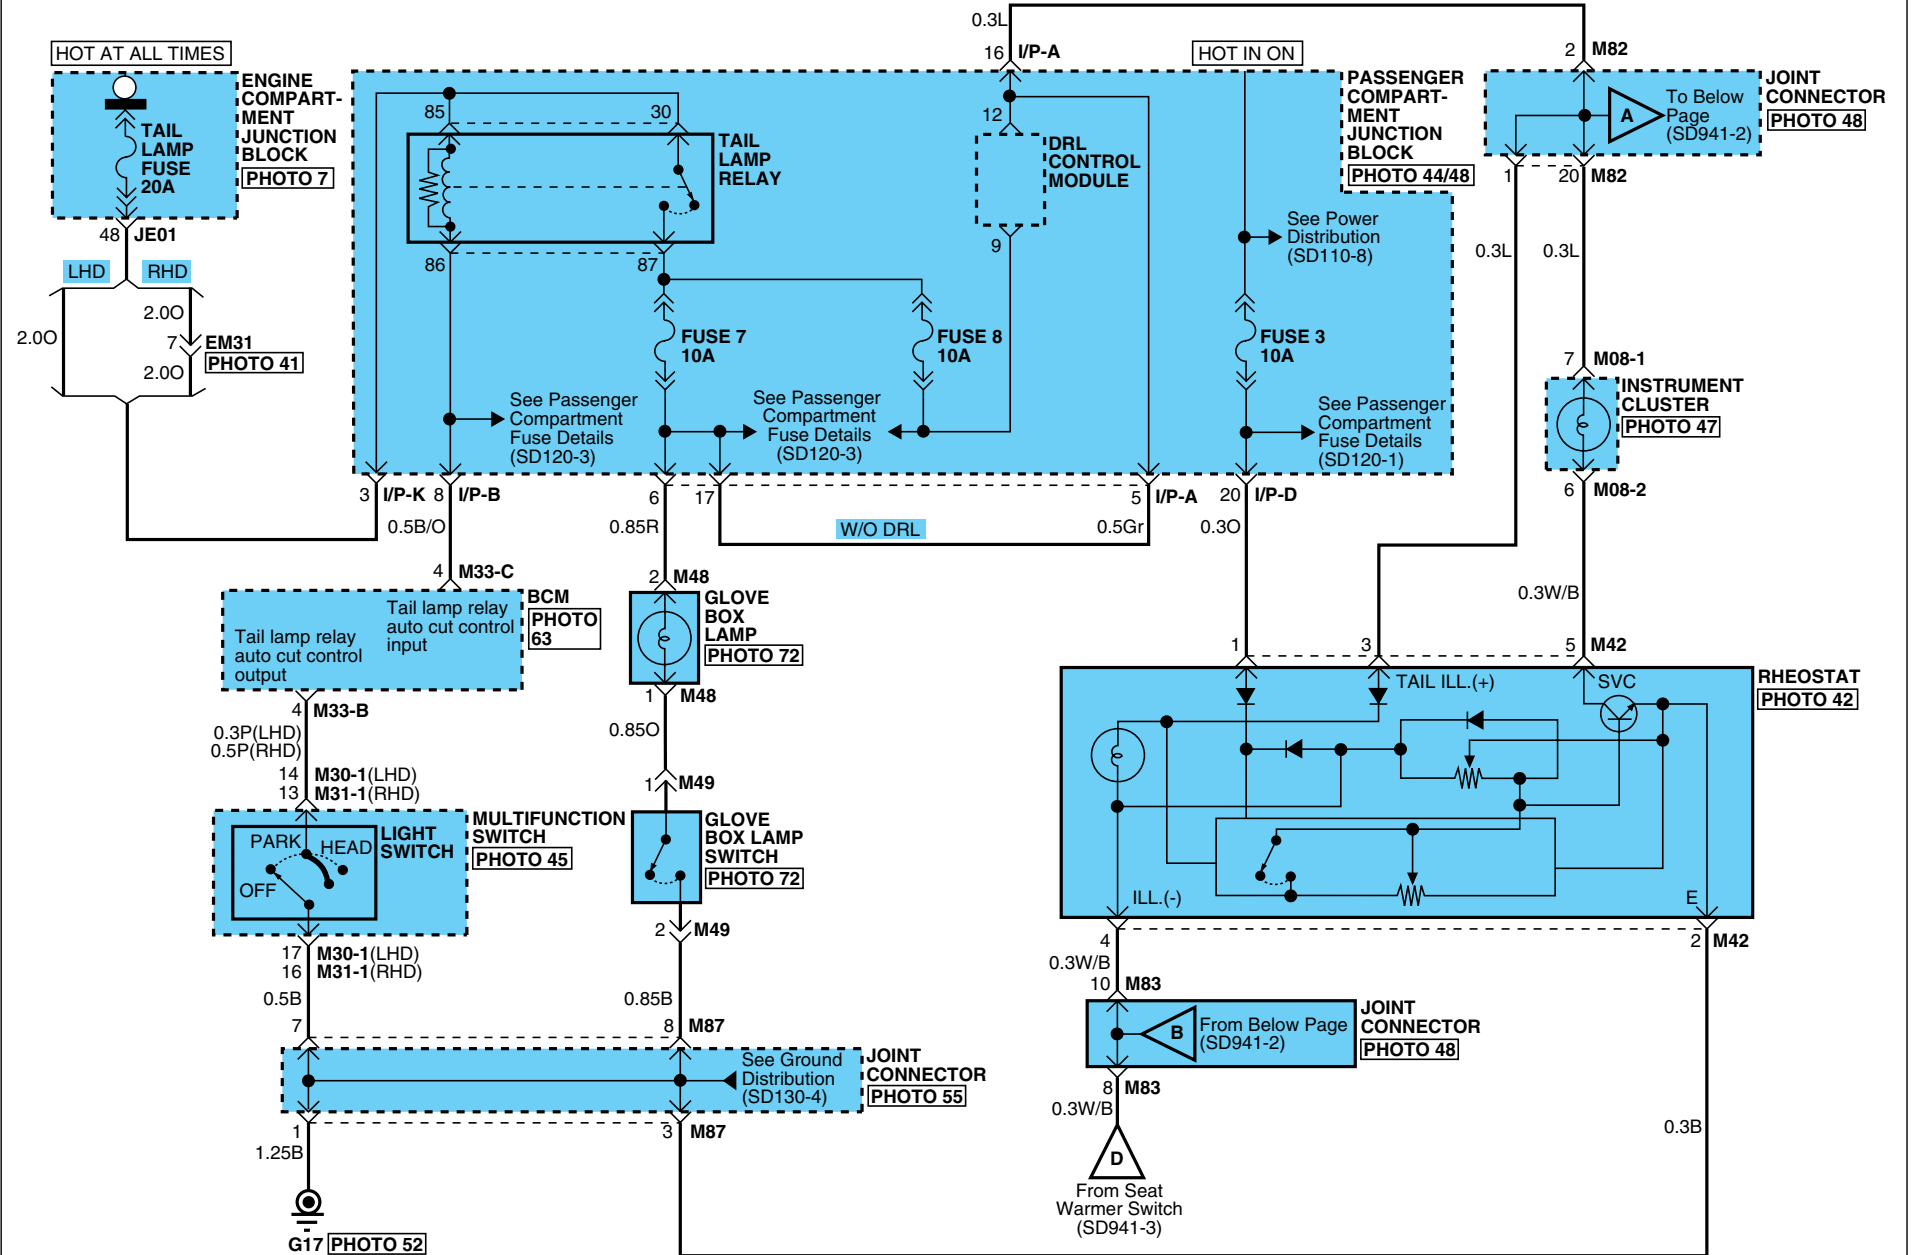 0.3L
16 I/P-A
HOT AT ALL TIMES
ENGINE
COMPART-
MENT
JUNCTION
BLOCK
PHOTO 7
TAIL
LAMP
FUSE
20A
48 JE01
LHD RHD
2.0O
2.0O
7 EM31
PHOTO 41
2.0O
85 30
TAIL
LAMP
RELAY
86 87
FUSE 7
10A
FUSE 8
10A
12
DRL
CONTROL
MODULE
9
HOT IN ON
PASSENGER
COMPART-
MENT
JUNCTION
BLOCK
PHOTO 44/48
See Power
Distribution
(SD110-8)
FUSE 3
10A
See Passenger
Compartment
Fuse Details
(SD120-3)
See Passenger
Compartment
Fuse Details
(SD120-3)
See Passenger
Compartment
Fuse Details
(SD120-1)
2 M82
JOINT
CONNECTOR
PHOTO 48
A
To Below
Page
(SD941-2)
1 20 M82
0.3L 0.3L
7 M08-1
INSTRUMENT
CLUSTER
PHOTO 47
6 M08-2
3 I/P-K 8 I/P-B 6 17 5 I/P-A 20 I/P-D
0.5B/O 0.85R W/O DRL 0.5Gr 0.3O
4 M33-C
BCM
PHOTO
63
Tail lamp relay
auto cut control
input
Tail lamp relay
auto cut control
output
4 M33-B
0.3P(LHD)
0.5P(RHD)
14 M30-1(LHD)
13 M31-1(RHD)
MULTIFUNCTION
SWITCH
PHOTO 45
LIGHT
SWITCH
PARK HEAD
OFF
17 M30-1(LHD)
16 M31-1(RHD)
0.5B
7
2 M48
GLOVE
BOX
LAMP
PHOTO 72
1 M48
0.85O
1 M49
GLOVE
BOX LAMP
SWITCH
PHOTO 72
2 M49
0.85B
8 M87
See Ground
Distribution
(SD130-4)
JOINT
CONNECTOR
PHOTO 55
1 3 M87
1.25B
G17 PHOTO 52
0.3W/B
1 3 5 M42
RHEOSTAT
PHOTO 42
TAIL ILL.(+) SVC
ILL.(-) E
4 2 M42
0.3W/B
10 M83
B
From Below Page
(SD941-2)
JOINT
CONNECTOR
PHOTO 48
8 M83
0.3W/B
D
From Seat
Warmer Switch
(SD941-3)
0.3B